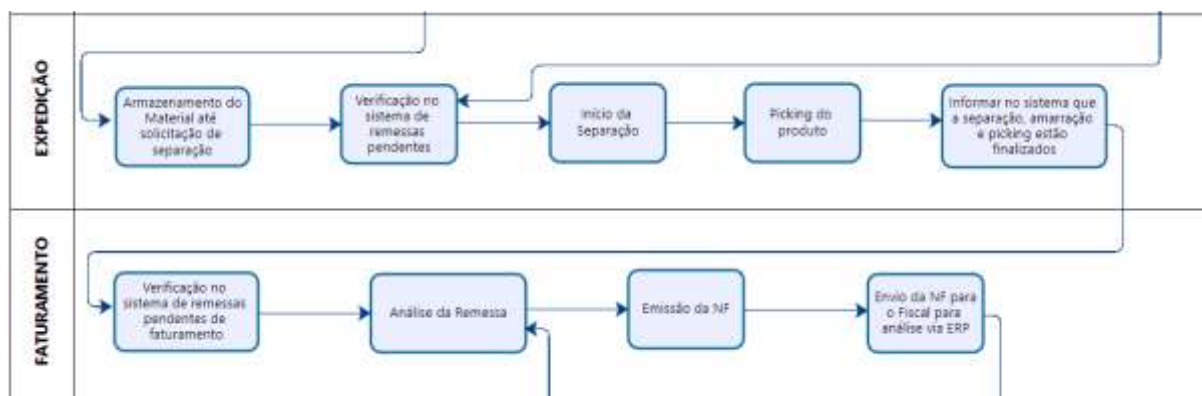 EXPEDIÇÃO
Armazenamento do
Material até
solicitação de
separação
Verificação no
sistema de
remessas
pendentes
Início da
Separação
Picking do
produto
Informar no sistema que
a separação, amarração
e picking estão
finalizados
FATURAMENTO
Verificação no
sistema de remessas
pendentes de
faturamento
Análise da Remessa
Emissão da NF
Envio da NF para
o Fiscal para
análise via ERP